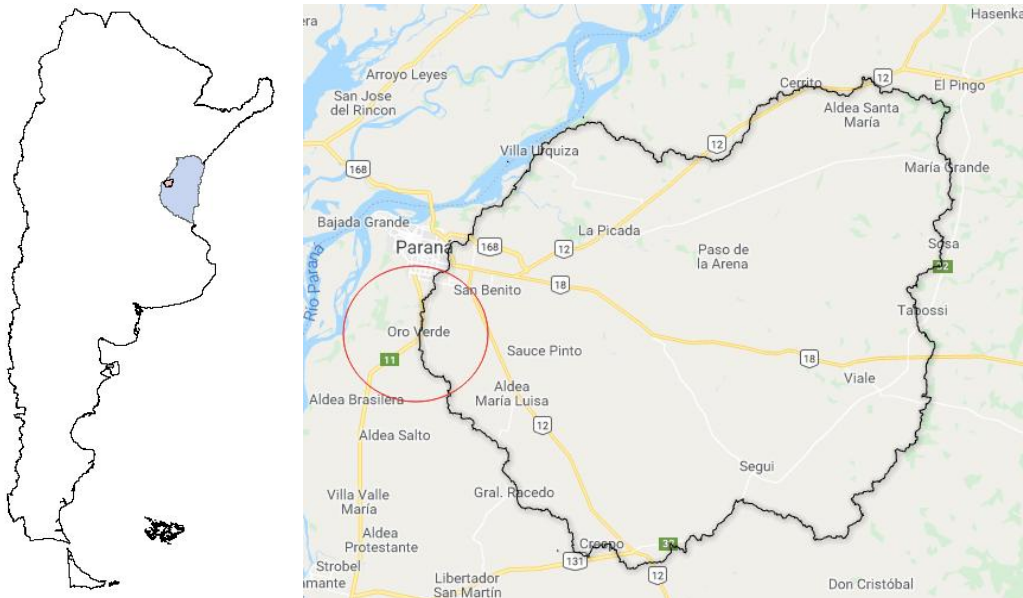 Hasenka
12
Arroyo Leyes
Cerrito
El Pingo
San Jose
del Rincon
Aldea Santa
María
Villa Urquiza
12
168
María Grande
Bajada Grande
La Picada
Paraná
168
12
Paso de
la Arena
Sosa
32
Río Paraná
San Benito
18
Tabossi
Oro Verde
Sauce Pinto
11
18
Viale
Aldea Brasilera
Aldea
María Luisa
Aldea Salto
12
Segui
Villa Valle
María
Gral. Racedo
Aldea
Protestante
Crespo
Strobel
131
12
amante
Libertador
San Martín
Don Cristóbal